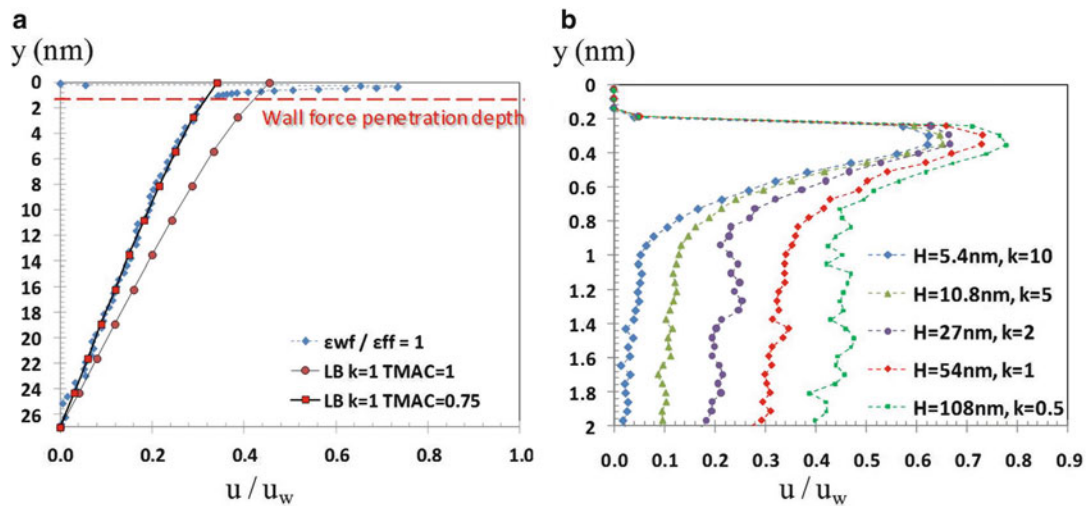 a
y (nm)
0
2
4
6
8
10
12
14
16
18
20
22
24
26
Wall force penetration depth
εwf / εff = 1
LB k=1 TMAC=1
LB k=1 TMAC=0.75
0.0 0.2 0.4 0.6 0.8 1.0
u / uw
b
y (nm)
0
0.2
0.4
0.6
0.8
1
1.2
1.4
1.6
1.8
2
H=5.4nm, k=10
H=10.8nm, k=5
H=27nm, k=2
H=54nm, k=1
H=108nm, k=0.5
0.0 0.1 0.2 0.3 0.4 0.5 0.6 0.7 0.8 0.9
u / uw